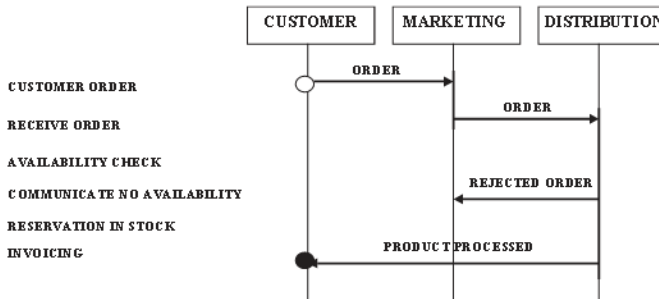 CUSTOMER
MARKETING
DISTRIBUTION
ORDER
CUSTOMER ORDER
ORDER
RECEIVE ORDER
AVAILABILITY CHECK
REJECTED ORDER
COMMUNICATE NO AVAILABILITY
RESERVATION IN STOCK
PRODUCT PROCESSED
INVOICING